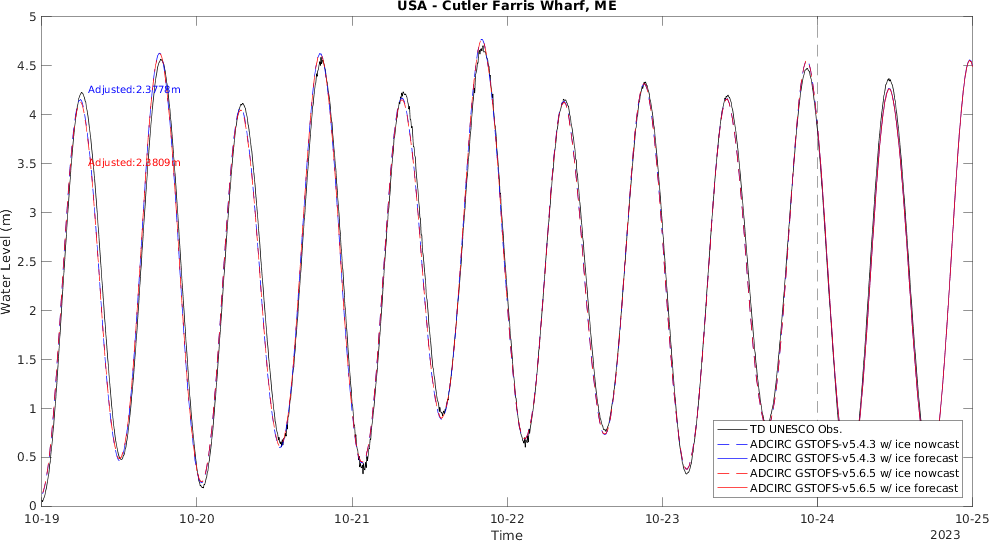 USA - Cutler Farris Wharf, ME
5
4.5
4
3.5
3
2.5
2
1.5
1
0.5
0
Water Level (m)
Adjusted:2.3778m
Adjusted:2.3809m
TD UNESCO Obs.
ADCIRC GSTOFS-v5.4.3 w/ ice nowcast
ADCIRC GSTOFS-v5.4.3 w/ ice forecast
ADCIRC GSTOFS-v5.6.5 w/ ice nowcast
ADCIRC GSTOFS-v5.6.5 w/ ice forecast
10-19 10-20 10-21 10-22 10-23 10-24 10-25
Time
2023